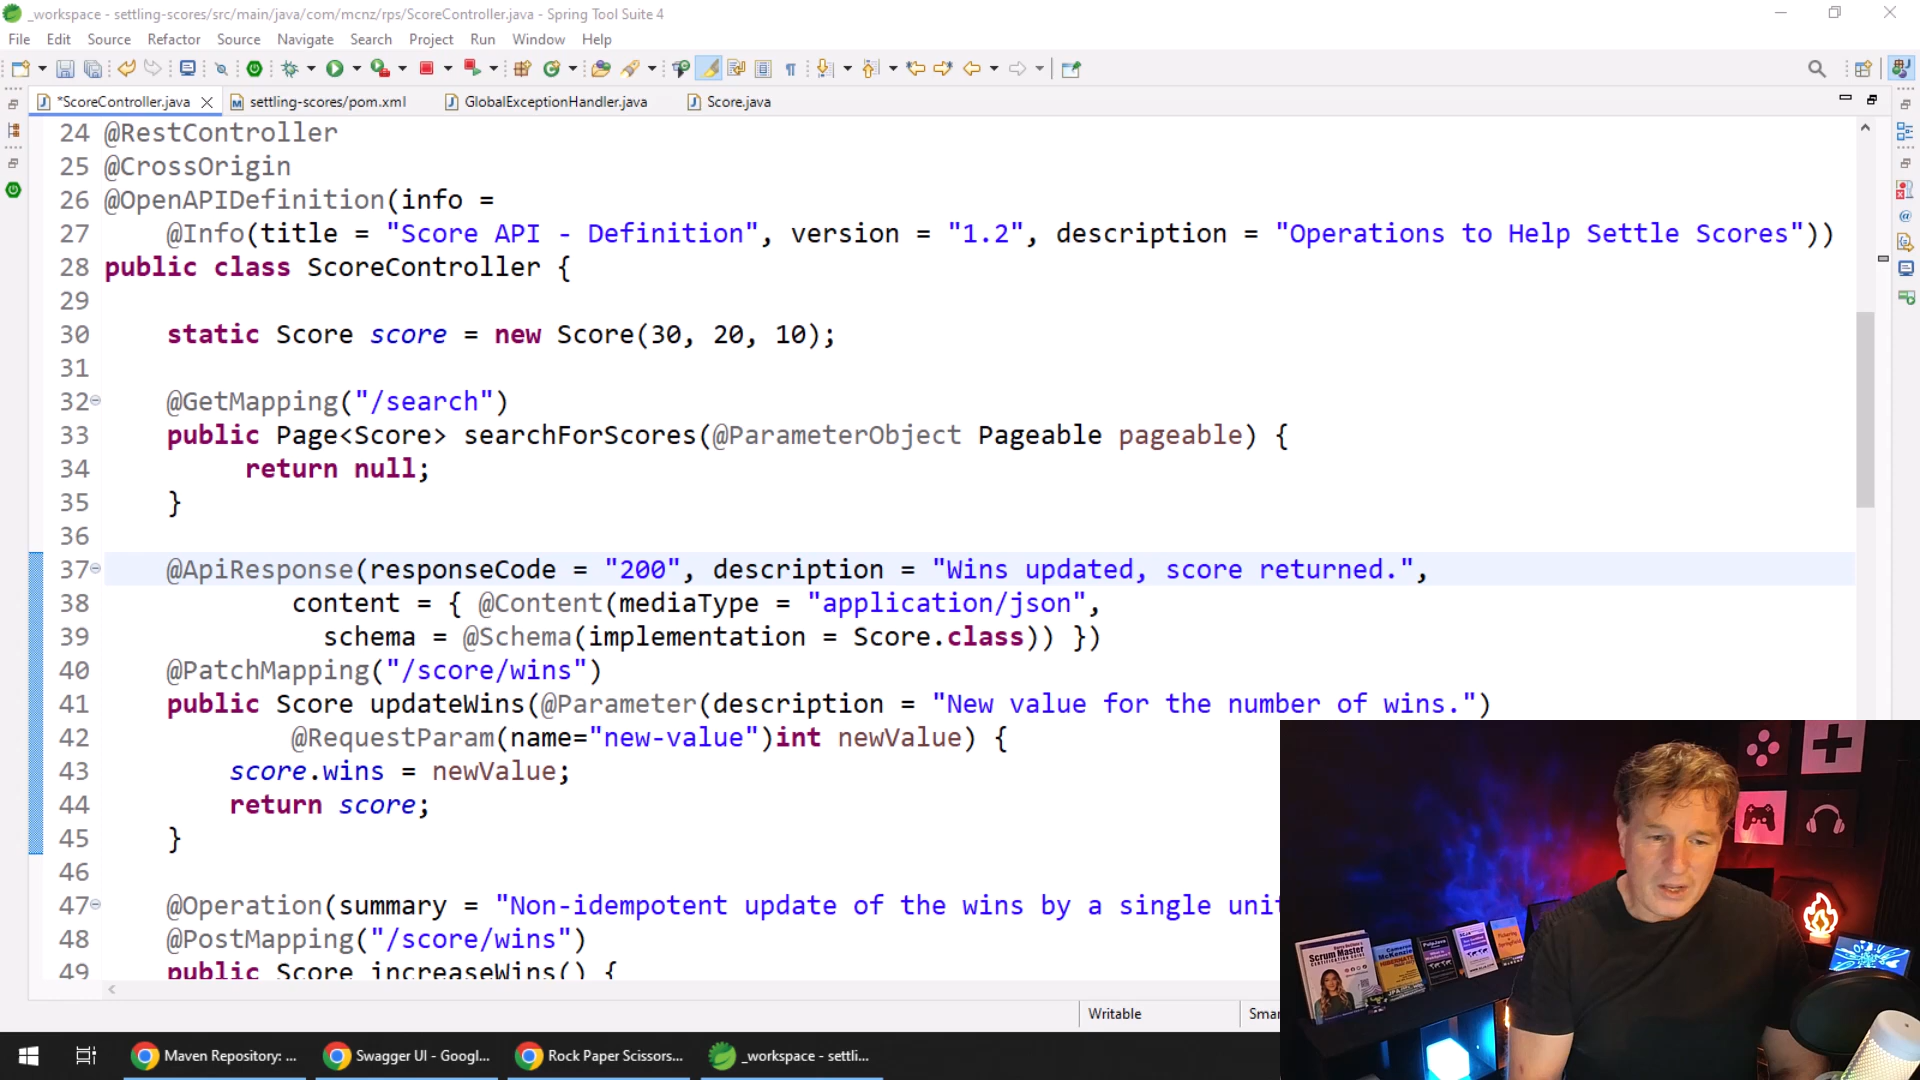 _workspace - settling-scores/src/main/java/com/mcnz/rps/ScoreController.java - Spring Tool Suite 4
File Edit Source Refactor Source Navigate Search Project Run Window Help
*ScoreController.java settling-scores/pom.xml GlobalExceptionHandler.java Score.java
24 @RestController
25 @CrossOrigin
26 @OpenAPIDefinition(info =
27 @Info(title = "Score API - Definition", version = "1.2", description = "Operations to Help Settle Scores"))
28 public class ScoreController {
29
30 static Score score = new Score(30, 20, 10);
31
32 @GetMapping("/search")
33 public Page<Score> searchForScores(@ParameterObject Pageable pageable) {
34 return null;
35 }
36
37 @ApiResponse(responseCode = "200", description = "Wins updated, score returned.",
38 content = { @Content(mediaType = "application/json",
39 schema = @Schema(implementation = Score.class)) })
40 @PatchMapping("/score/wins")
41 public Score updateWins(@Parameter(description = "New value for the number of wins.")
42 @RequestParam(name="new-value")int newValue) {
43 score.wins = newValue;
44 return score;
45 }
46
47 @Operation(summary = "Non-idempotent update of the wins by a single unit
48 @PostMapping("/score/wins")
49 public Score increaseWins() {
Writable
Smar
Scrum Master
Maven Repository: ... Swagger UI - Googl... Rock Paper Scissors... _workspace - settli...